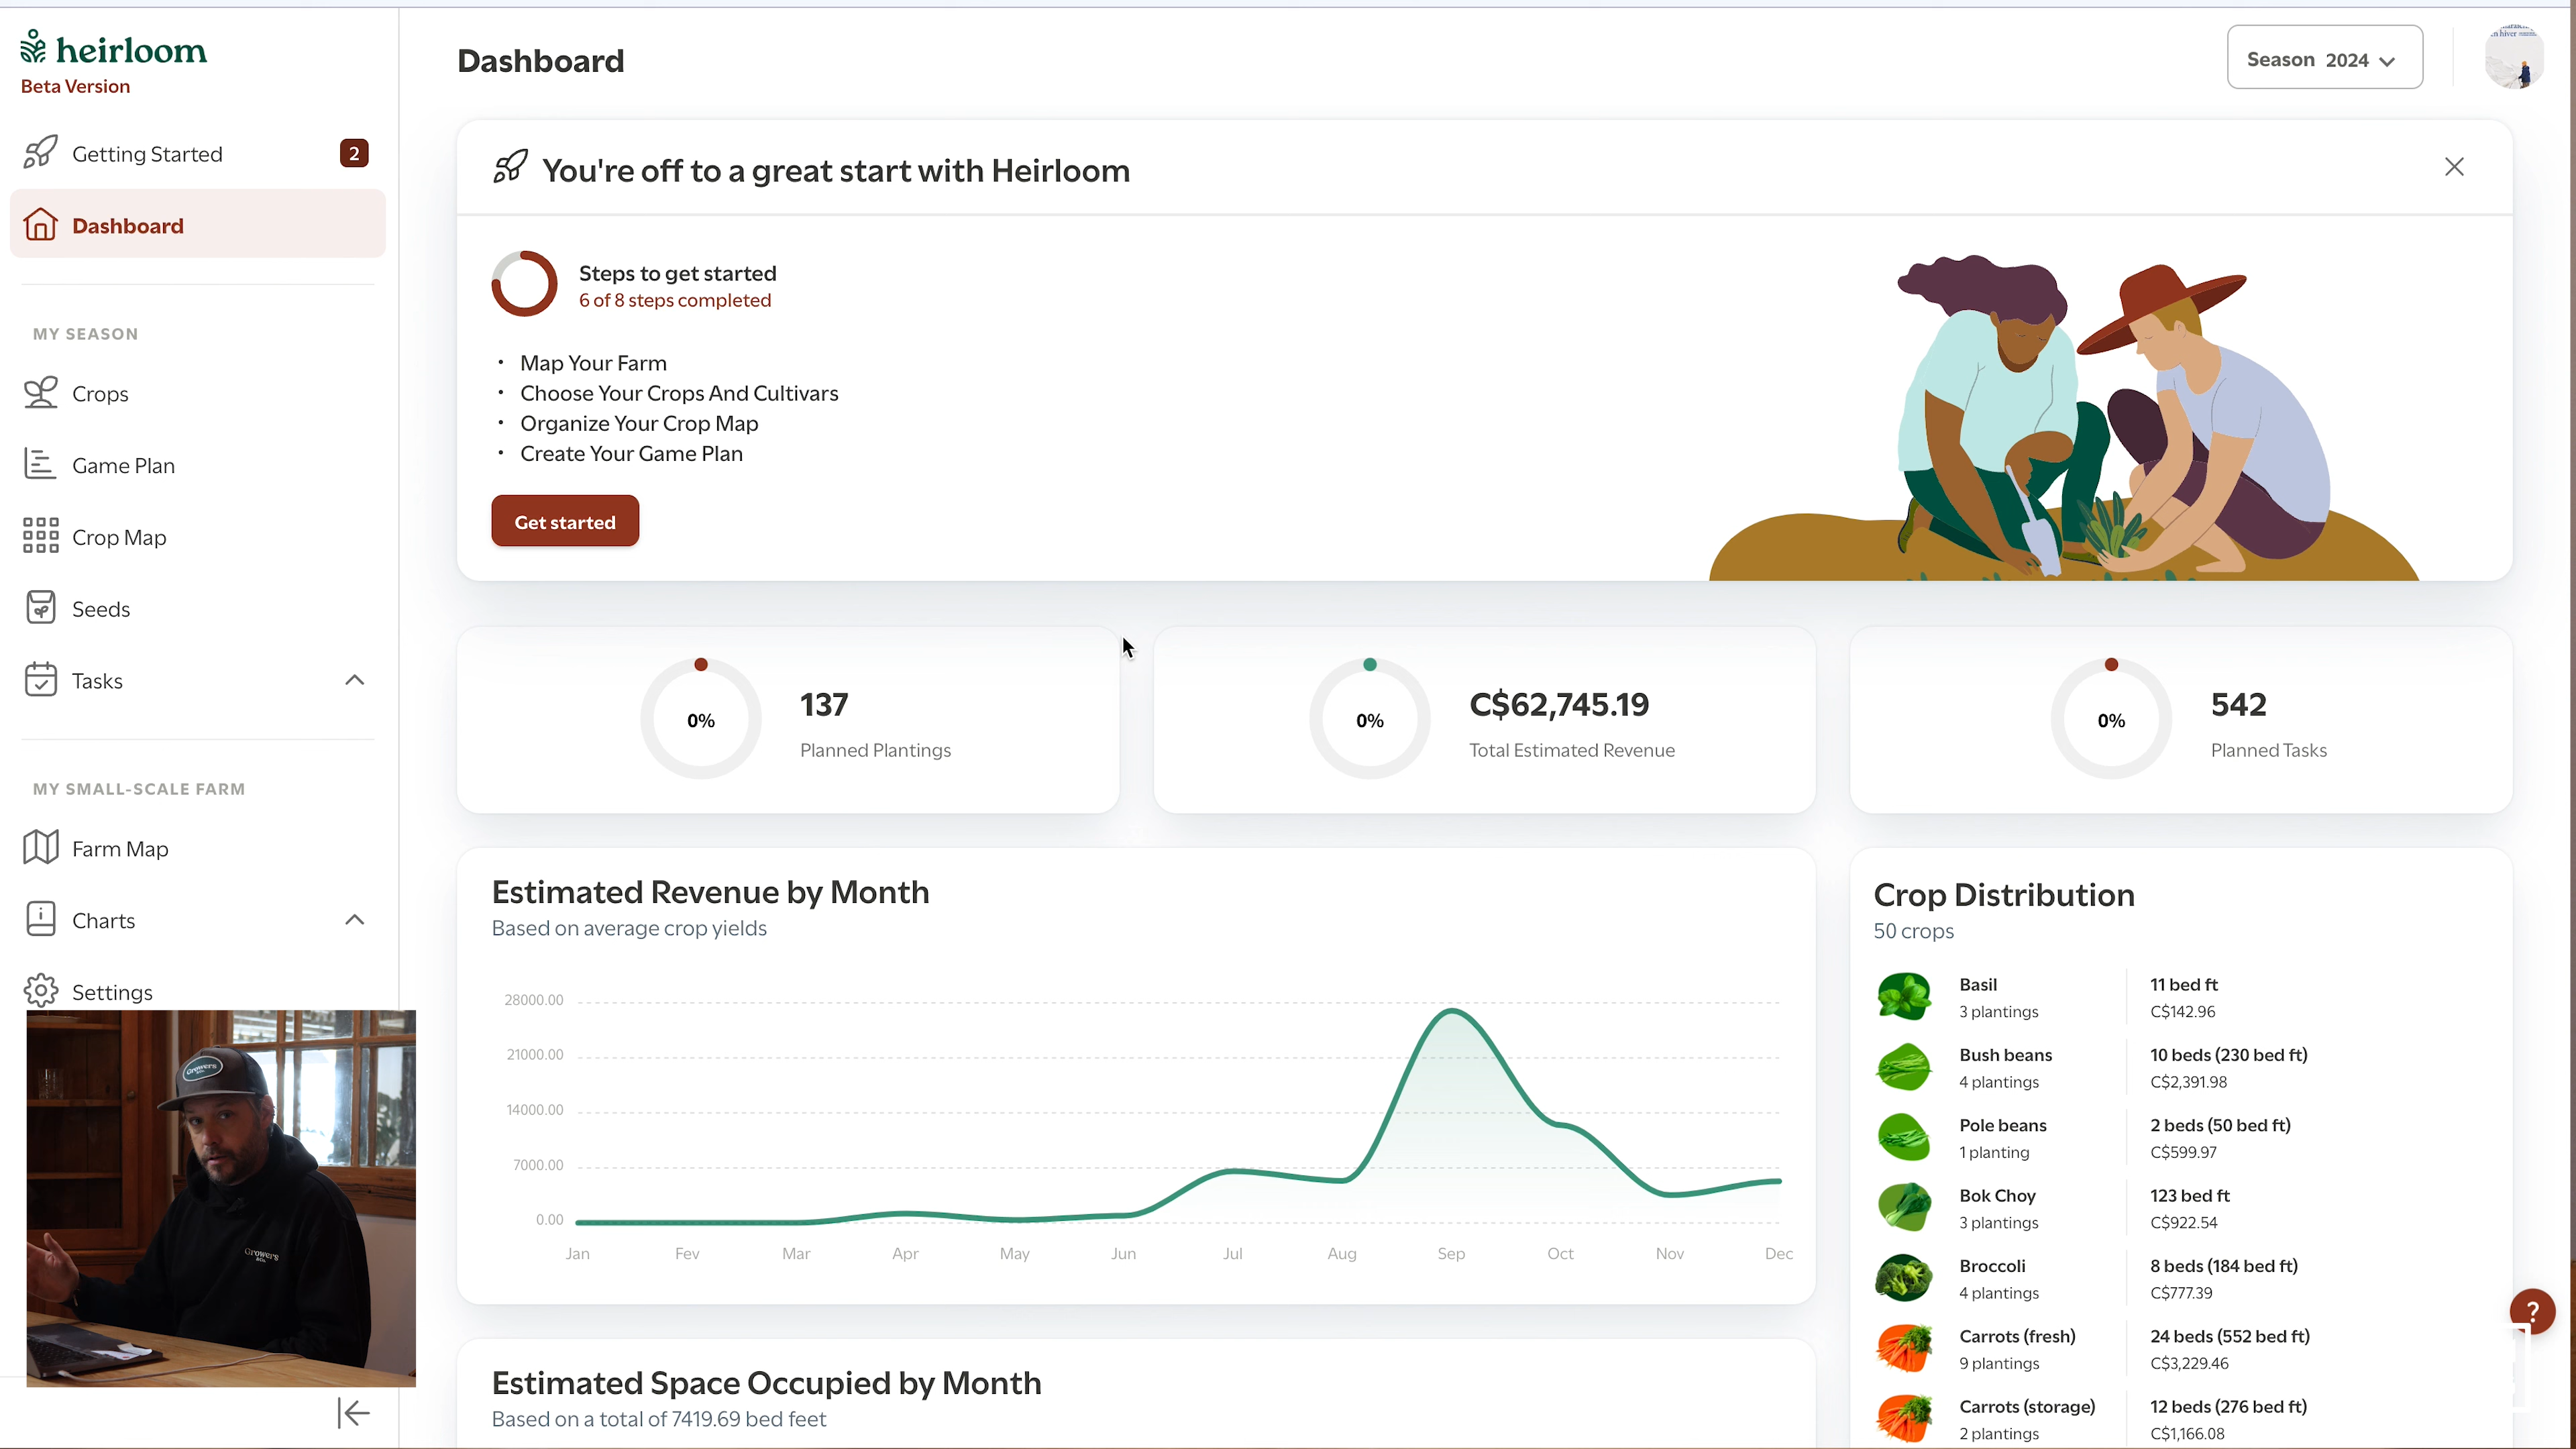 heirloom
Beta Version
Getting Started
2
Dashboard
MY SEASON
Crops
Game Plan
Crop Map
Seeds
Tasks
MY SMALL-SCALE FARM
Farm Map
Charts
Settings
Growers
Growers
Dashboard
Season 2024
You're off to a great start with Heirloom
Steps to get started
6 of 8 steps completed
• Map Your Farm
• Choose Your Crops And Cultivars
• Organize Your Crop Map
• Create Your Game Plan
Get started
0%
137
Planned Plantings
0%
C$62,745.19
Total Estimated Revenue
0%
542
Planned Tasks
Estimated Revenue by Month
Based on average crop yields
28000.00
21000.00
14000.00
7000.00
0.00
Jan Fev Mar Apr May Jun Jul Aug Sep Oct Nov Dec
Estimated Space Occupied by Month
Based on a total of 7419.69 bed feet
Crop Distribution
50 crops
Basil 11 bed ft
3 plantings C$142.96
Bush beans 10 beds (230 bed ft)
4 plantings C$2,391.98
Pole beans 2 beds (50 bed ft)
1 planting C$599.97
Bok Choy 123 bed ft
3 plantings C$922.54
Broccoli 8 beds (184 bed ft)
4 plantings C$777.39
Carrots (fresh) 24 beds (552 bed ft)
9 plantings C$3,229.46
Carrots (storage) 12 beds (276 bed ft)
2 plantings C$1,166.08
?